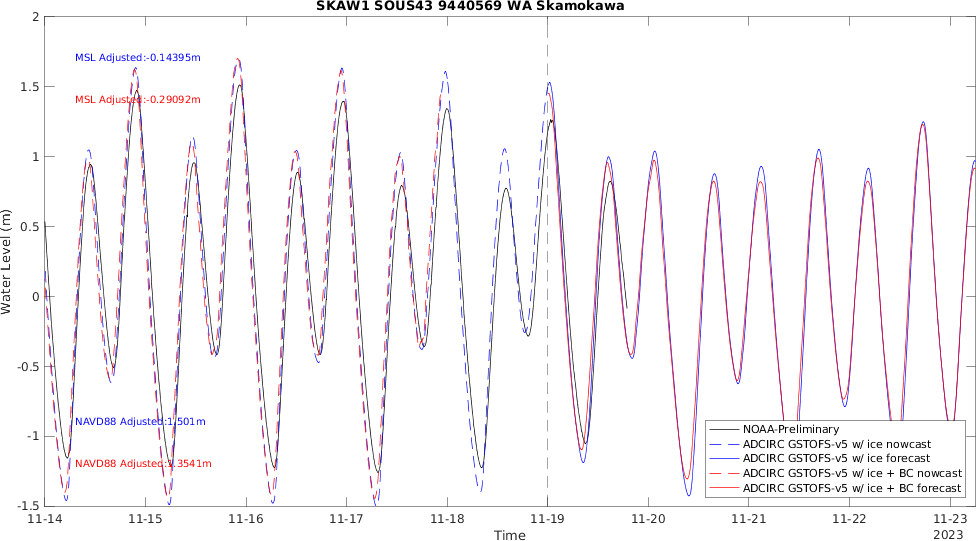 SKAW1 SOUS43 9440569 WA Skamokawa
2
1.5
1
0.5
0
-0.5
-1
-1.5
Water Level (m)
MSL Adjusted:-0.14395m
MSL Adjusted:-0.29092m
NAVD88 Adjusted:1.501m
NAVD88 Adjusted:1.3541m
NOAA-Preliminary
ADCIRC GSTOFS-v5 w/ ice nowcast
ADCIRC GSTOFS-v5 w/ ice forecast
ADCIRC GSTOFS-v5 w/ ice + BC nowcast
ADCIRC GSTOFS-v5 w/ ice + BC forecast
11-14 11-15 11-16 11-17 11-18 11-19 11-20 11-21 11-22 11-23
Time
2023